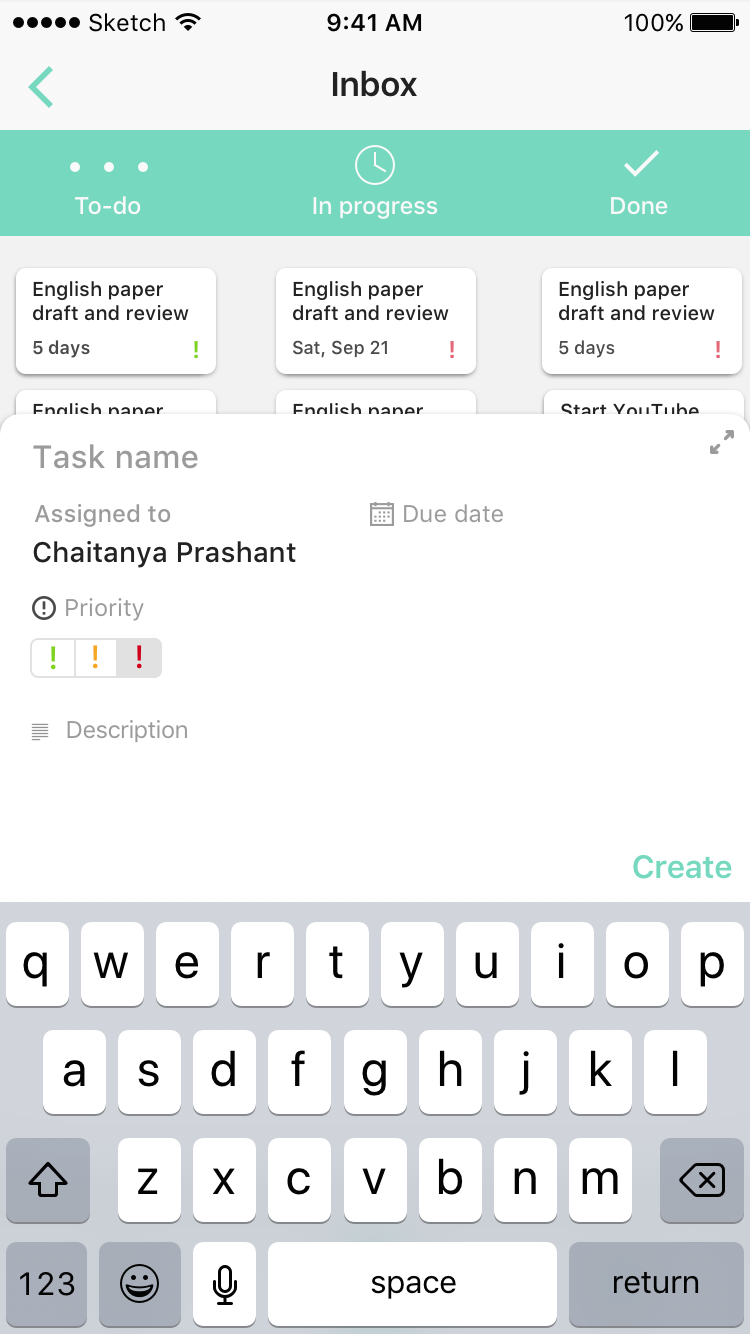 Sketch 9:41 AM 100%
Inbox
To-do In progress Done
English paper
draft and review
5 days !
English paper
draft and review
Sat, Sep 21 !
English paper
draft and review
5 days !
English paper
English paper
Start YouTube
Task name
Assigned to
Chaitanya Prashant
Due date
Priority
! ! !
Description
Create
q w e r t y u i o p
a s d f g h j k l
z x c v b n m
123 space return